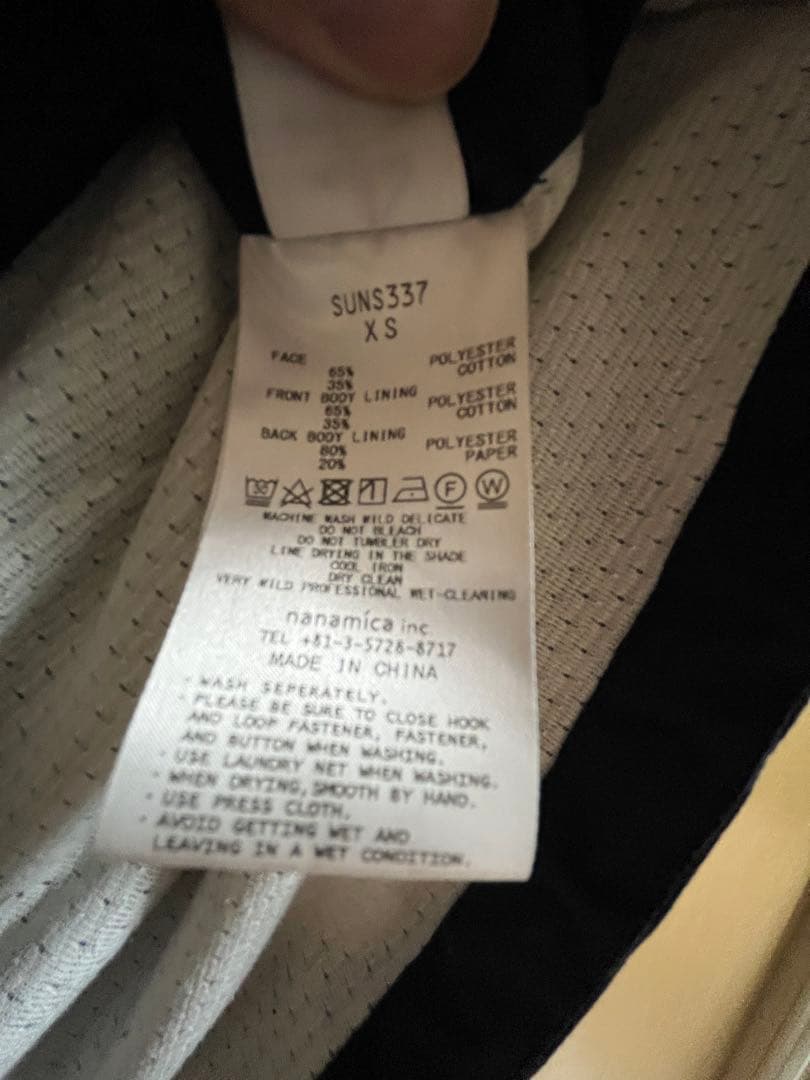 SUNS337
XS
FACE
65% POLYESTER
35% COTTON
FRONT BODY LINING
65% POLYESTER
35% COTTON
BACK BODY LINING
80% POLYESTER
20% PAPER
30 F W
MACHINE WASH MILD DELICATE
DO NOT BLEACH
DO NOT TUMBLER DRY
LINE DRYING IN THE SHADE
COOL IRON
DRY CLEAN
VERY MILD PROFESSIONAL WET-CLEANING
nanamica inc
TEL +81-3-5728-8717
MADE IN CHINA
・WASH SEPERATELY.
・PLEASE BE SURE TO CLOSE HOOK
AND LOOP FASTENER, FASTENER,
AND BUTTON WHEN WASHING.
・USE LAUNDRY NET WHEN WASHING.
・WHEN DRYING, SMOOTH BY HAND.
・USE PRESS CLOTH.
・AVOID GETTING WET AND
LEAVING IN A WET CONDITION.